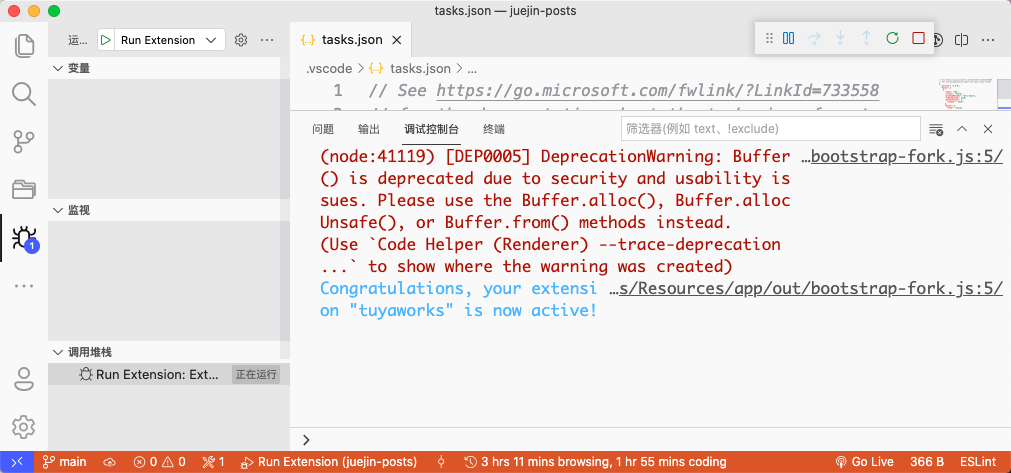 tasks.json — juejin-posts
运... Run Extension
tasks.json
变量
.vscode > tasks.json > ...
1 // See https://go.microsoft.com/fwlink/?LinkId=733558
问题 输出 调试控制台 终端
筛选器(例如 text、!exclude)
(node:41119) [DEP0005] DeprecationWarning: Buffer …bootstrap-fork.js:5/
() is deprecated due to security and usability is
sues. Please use the Buffer.alloc(), Buffer.alloc
Unsafe(), or Buffer.from() methods instead.
(Use `Code Helper (Renderer) --trace-deprecation
...` to show where the warning was created)
Congratulations, your extensi …s/Resources/app/out/bootstrap-fork.js:5/
on "tuyaworks" is now active!
监视
1
调用堆栈
Run Extension: Ext... 正在运行
main 0 0 1 Run Extension (juejin-posts) 3 hrs 11 mins browsing, 1 hr 55 mins coding Go Live 366 B ESLint